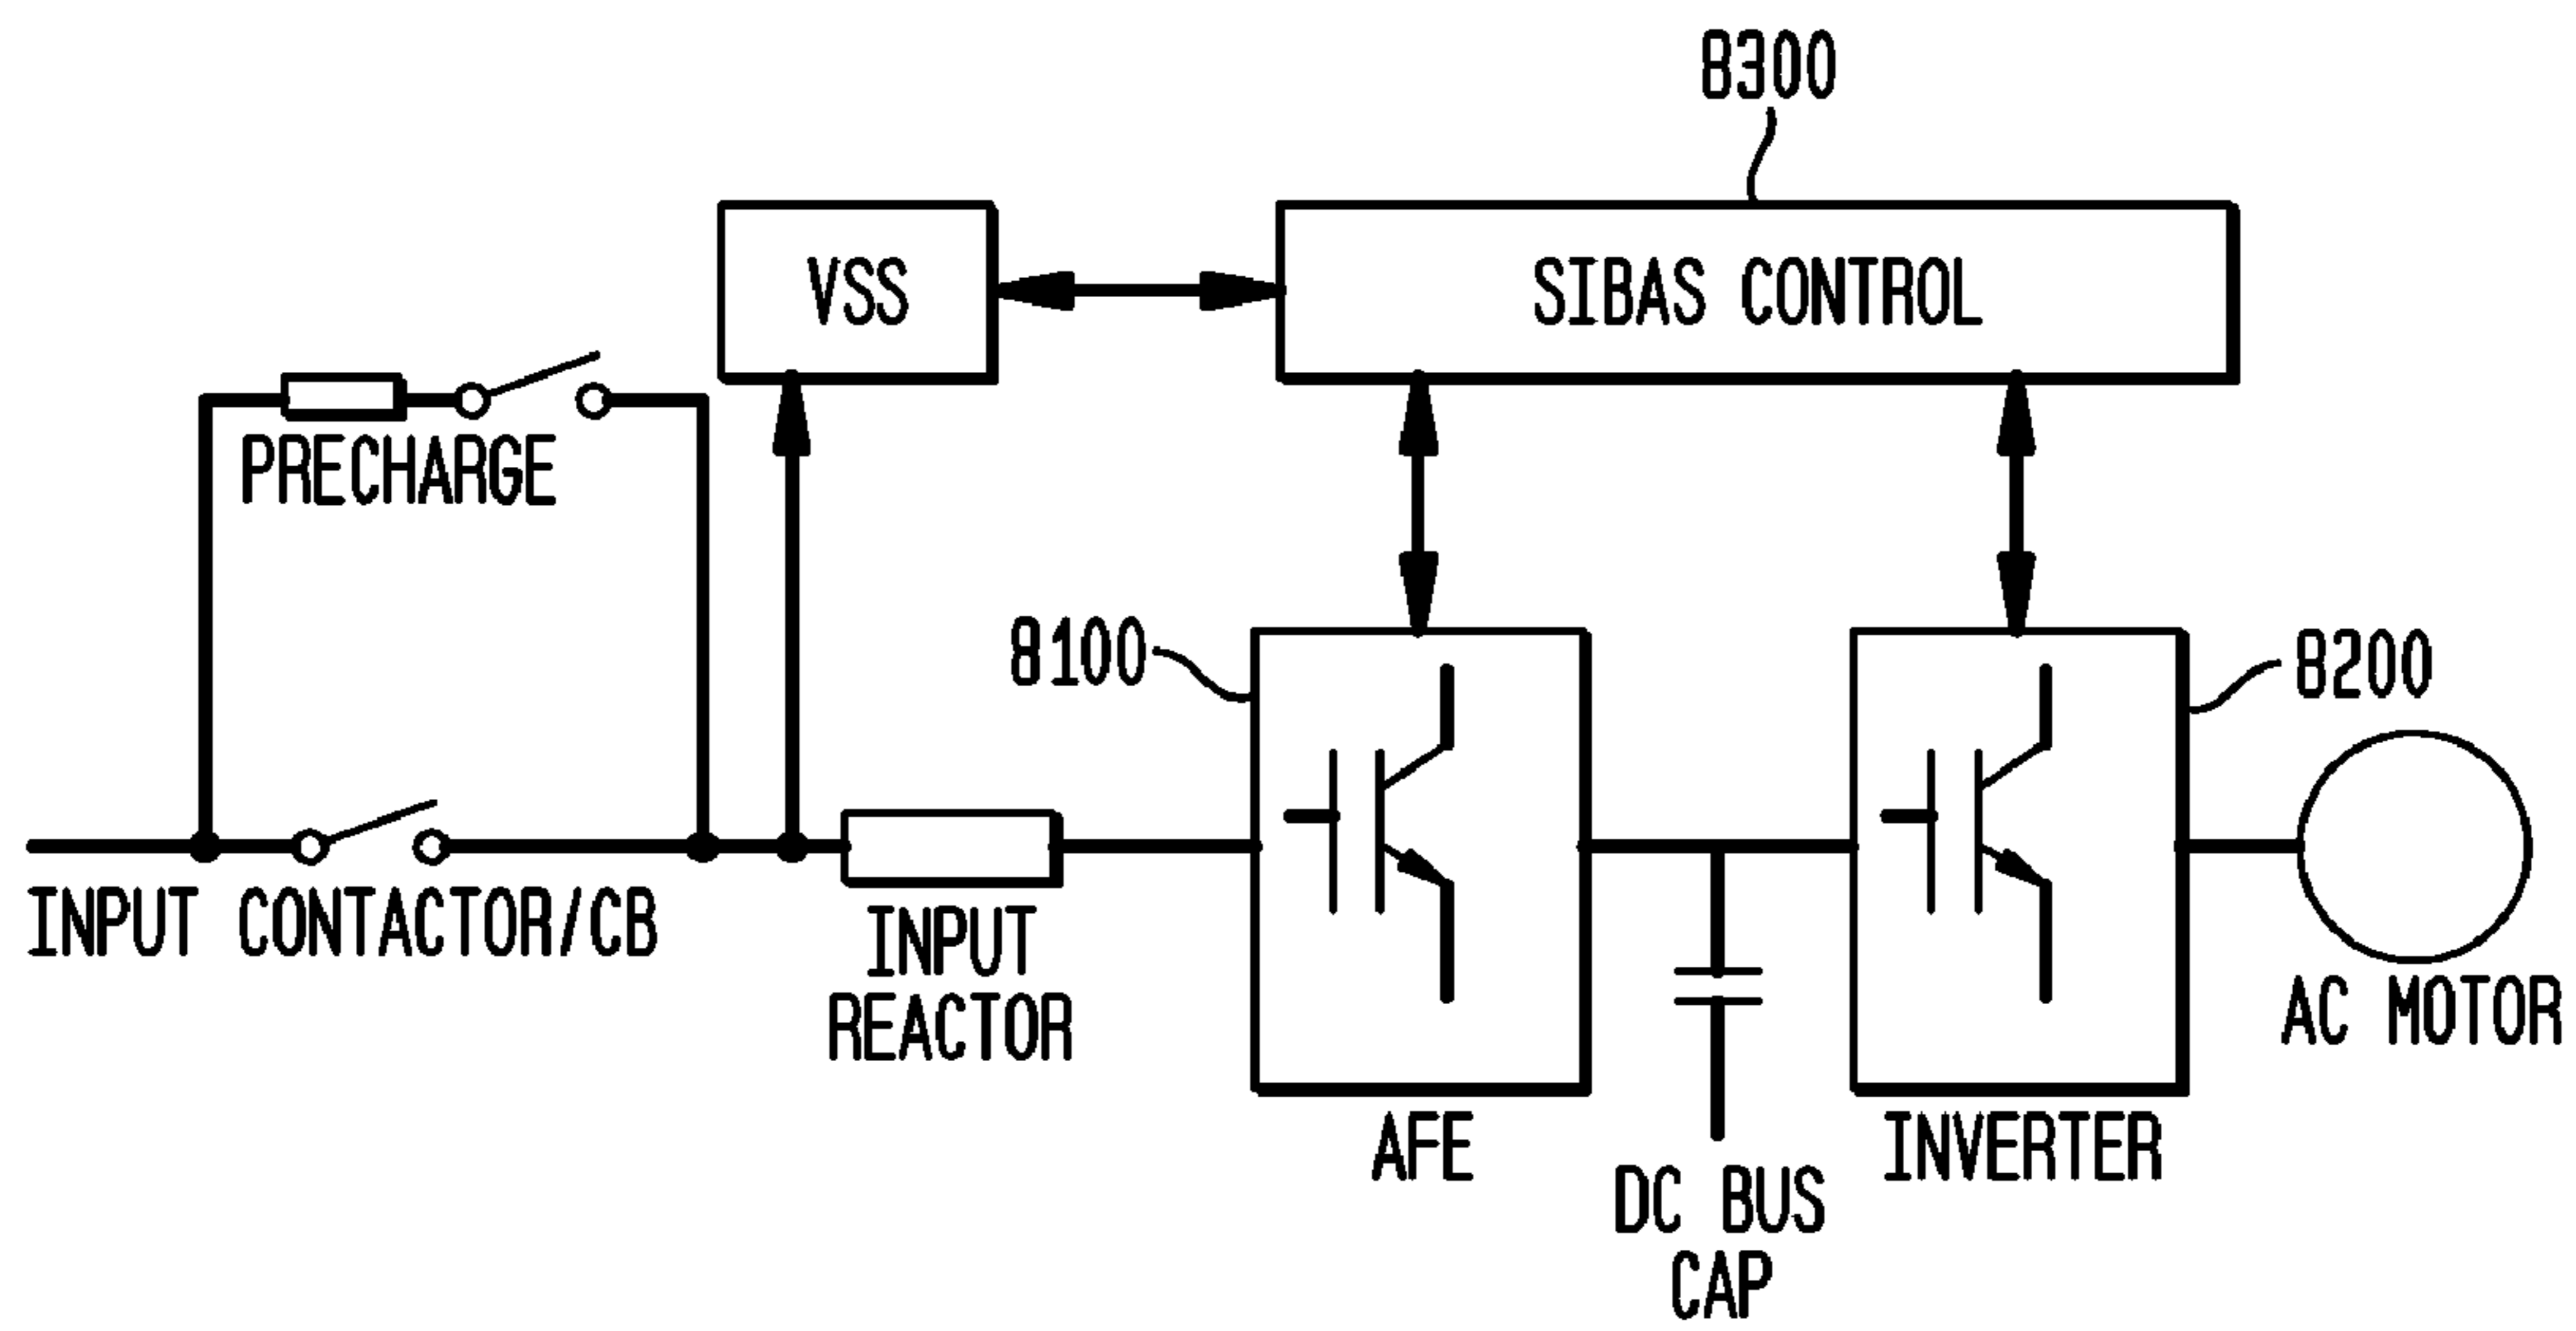 8300
VSS
SIBAS CONTROL
PRECHARGE
8100
8200
INPUT CONTACTOR/CB
INPUT
REACTOR
AC MOTOR
AFE
INVERTER
DC BUS
CAP